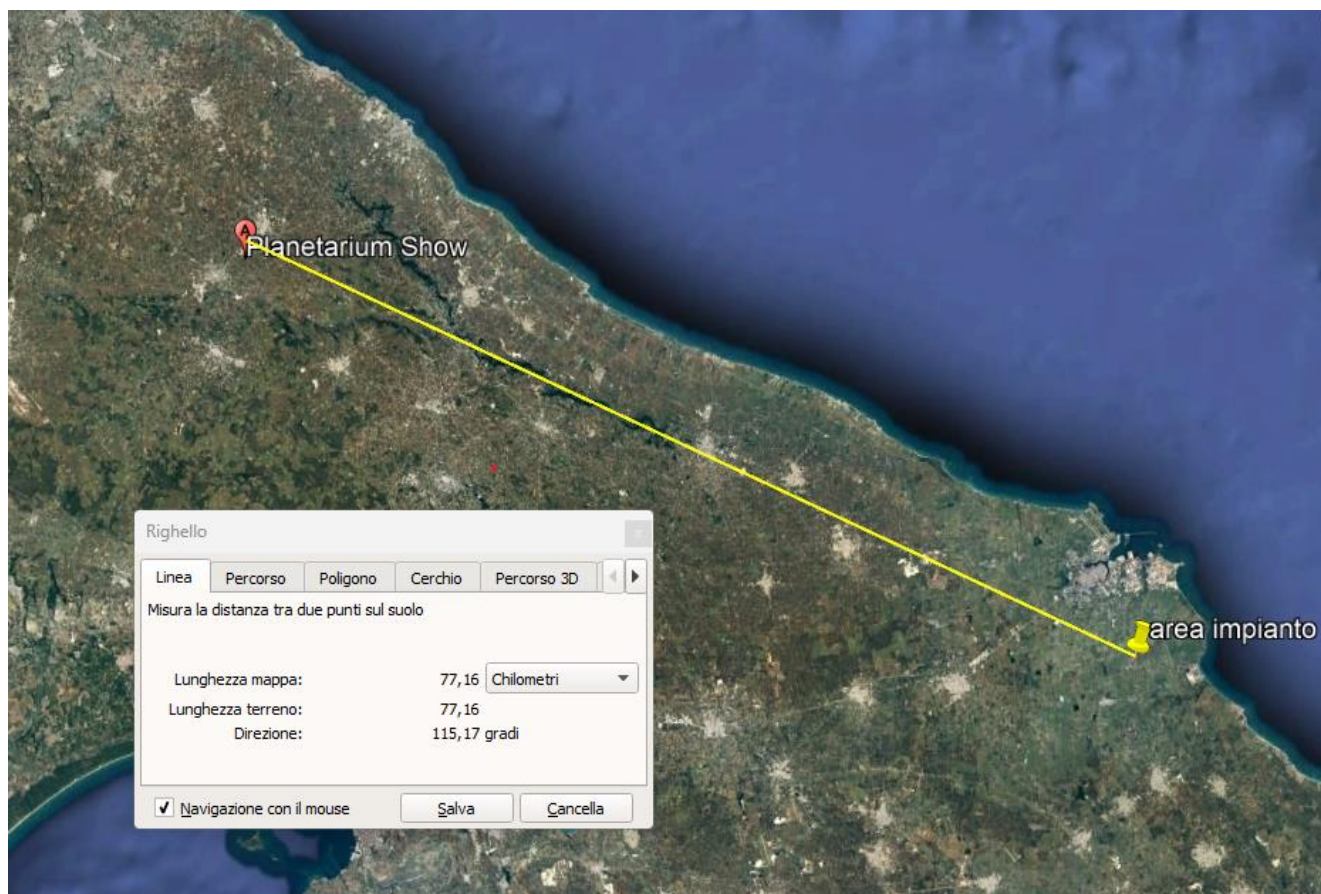 A
Planetarium Show
area impianto
Righello
Linea Percorso Poligono Cerchio Percorso 3D
Misura la distanza tra due punti sul suolo
Lunghezza mappa: 77,16 Chilometri
Lunghezza terreno: 77,16
Direzione: 115,17 gradi
Navigazione con il mouse Salva Cancella